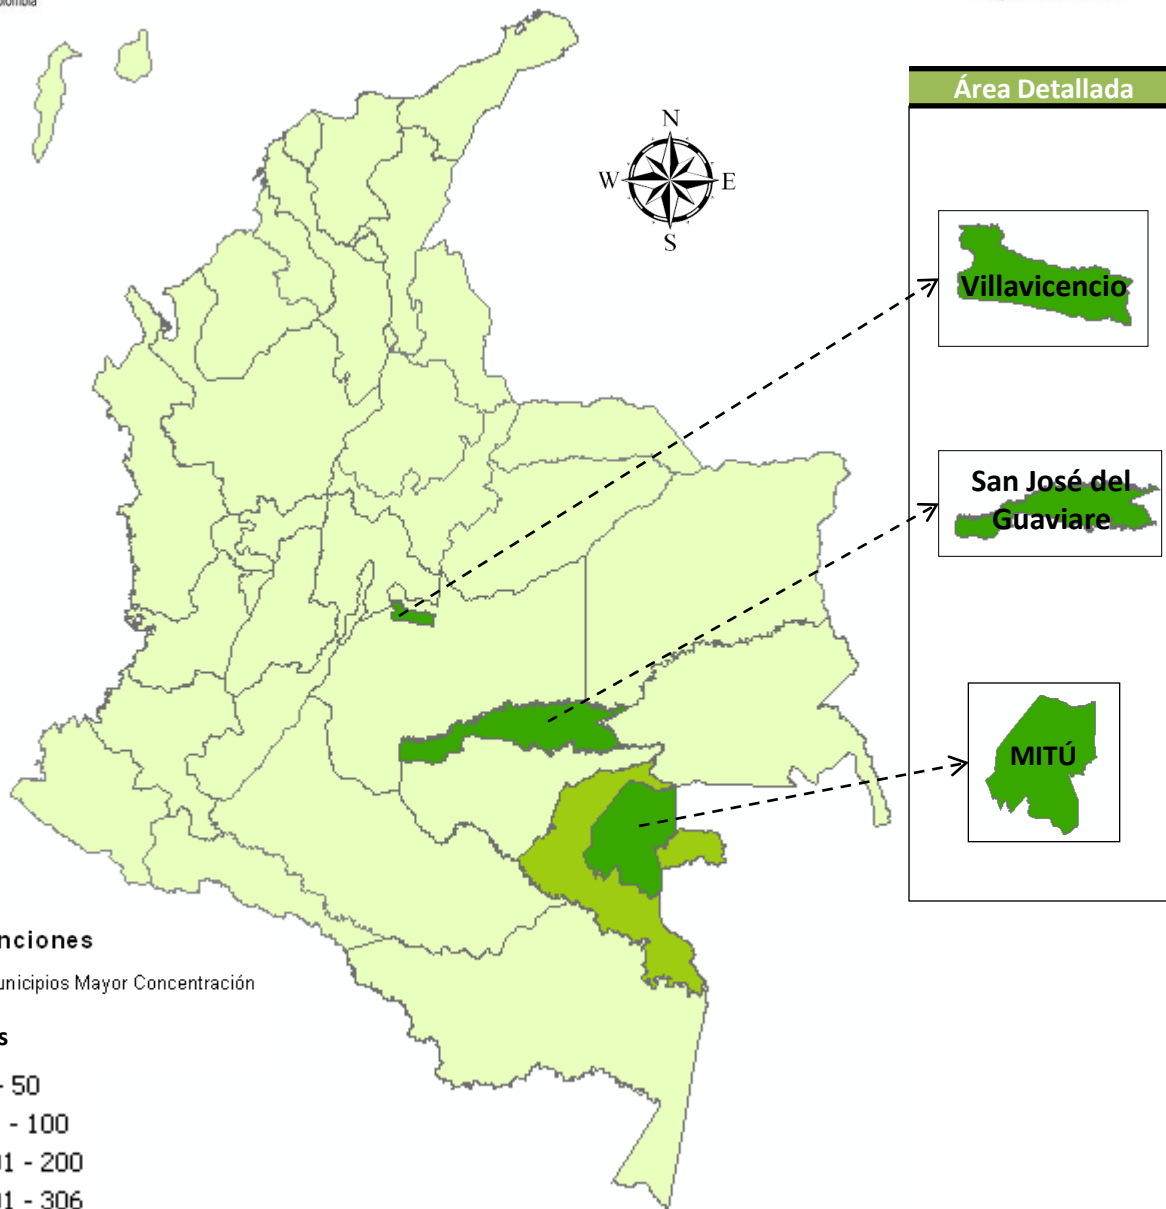 Área Detallada
N
W E
S
Villavicencio
San José del
Guaviare
MITÚ
nciones
unicipios Mayor Concentración
s
- 50
- 100
01 - 200
01 - 306